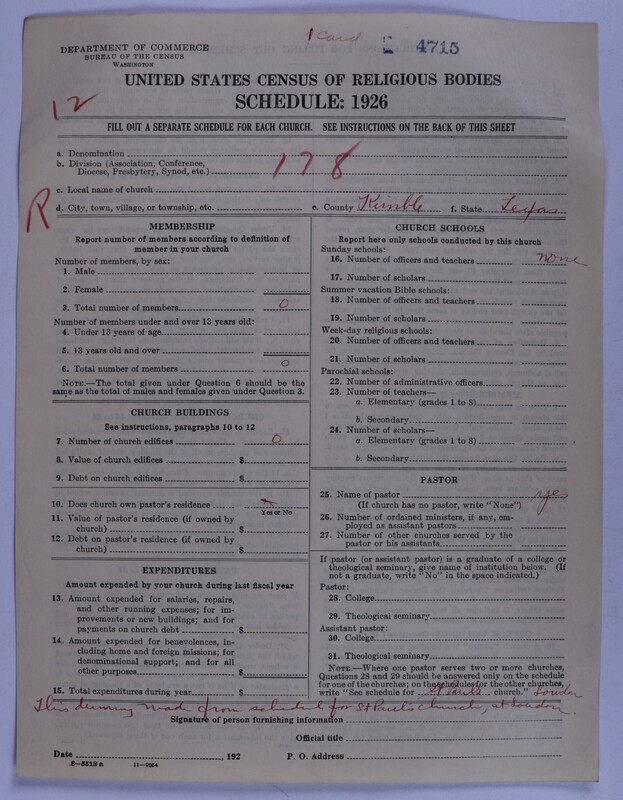 1 Card
E 4715
DEPARTMENT OF COMMERCE
BUREAU OF THE CENSUS
WASHINGTON
UNITED STATES CENSUS OF RELIGIOUS BODIES
SCHEDULE: 1926
12
FILL OUT A SEPARATE SCHEDULE FOR EACH CHURCH. SEE INSTRUCTIONS ON THE BACK OF THIS SHEET
a. Denomination
b. Division (Association, Conference,
Diocese, Presbytery, Synod, etc.) 178
c. Local name of church
R
d. City, town, village, or township, etc. e. County Kimble f. State Texas
MEMBERSHIP
Report number of members according to definition of
member in your church
Number of members, by sex:
1. Male
2. Female
3. Total number of members 0
Number of members under and over 13 years old:
4. Under 13 years of age
5. 13 years old and over
6. Total number of members 0
NOTE.—The total given under Question 6 should be the
same as the total of males and females given under Question 3.
CHURCH BUILDINGS
See instructions, paragraphs 10 to 12
7. Number of church edifices 0
8. Value of church edifices $
9. Debt on church edifices $
10. Does church own pastor's residence
Yes or No
11. Value of pastor's residence (if owned by
church) $
12. Debt on pastor's residence (if owned by
church) $
EXPENDITURES
Amount expended by your church during last fiscal year
13. Amount expended for salaries, repairs,
and other running expenses; for im-
provements or new buildings; and for
payments on church debt $
14. Amount expended for benevolences, in-
cluding home and foreign missions; for
denominational support; and for all
other purposes $
15. Total expenditures during year $
CHURCH SCHOOLS
Report here only schools conducted by this church
Sunday schools:
16. Number of officers and teachers none
17. Number of scholars
Summer vacation Bible schools:
18. Number of officers and teachers
19. Number of scholars
Week-day religious schools:
20. Number of officers and teachers
21. Number of scholars
Parochial schools:
22. Number of administrative officers
23. Number of teachers—
a. Elementary (grades 1 to 8)
b. Secondary
24. Number of scholars—
a. Elementary (grades 1 to 8)
b. Secondary
PASTOR
25. Name of pastor yes
(If church has no pastor, write "None")
26. Number of ordained ministers, if any, em-
ployed as assistant pastors
27. Number of other churches served by the
pastor or his assistants
If pastor (or assistant pastor) is a graduate of a college or
theological seminary, give name of institution below. (If
not a graduate, write "No" in the space indicated.)
Pastor:
28. College
29. Theological seminary
Assistant pastor:
30. College
31. Theological seminary
NOTE.—Where one pastor serves two or more churches,
Questions 28 and 29 should be answered only on the schedule
for one of the churches; on the schedules for the other churches,
write "See schedule for St Pauls church." London
This dummy made from schedule for St Paul's Church, at London.
Signature of person furnishing information
Official title
Date , 192 P. O. Address
8-5518 a 11-9024